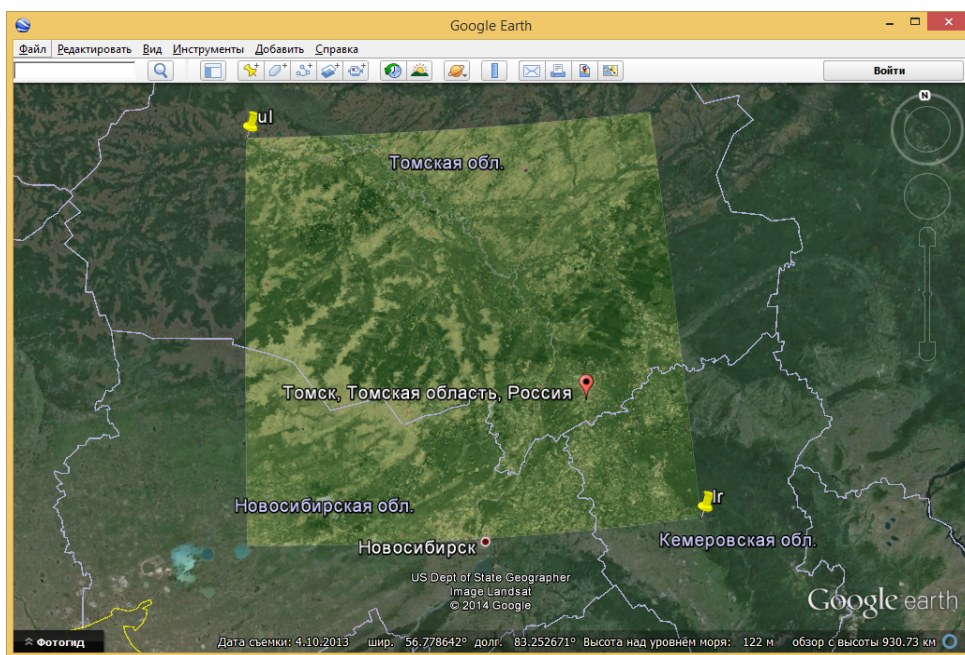 Google Earth
Файл Редактировать Вид Инструменты Добавить Справка
Войти
N
ul
Томская обл.
Томск, Томская область, Россия
lr
Новосибирская обл.
Новосибирск
Кемеровская обл.
US Dept of State Geographer
Image Landsat
© 2014 Google
Google earth
Фотогид
Дата съемки: 4.10.2013 шир. 56.778642° долг. 83.252671° Высота над уровнем моря: 122 м обзор с высоты 930.73 км